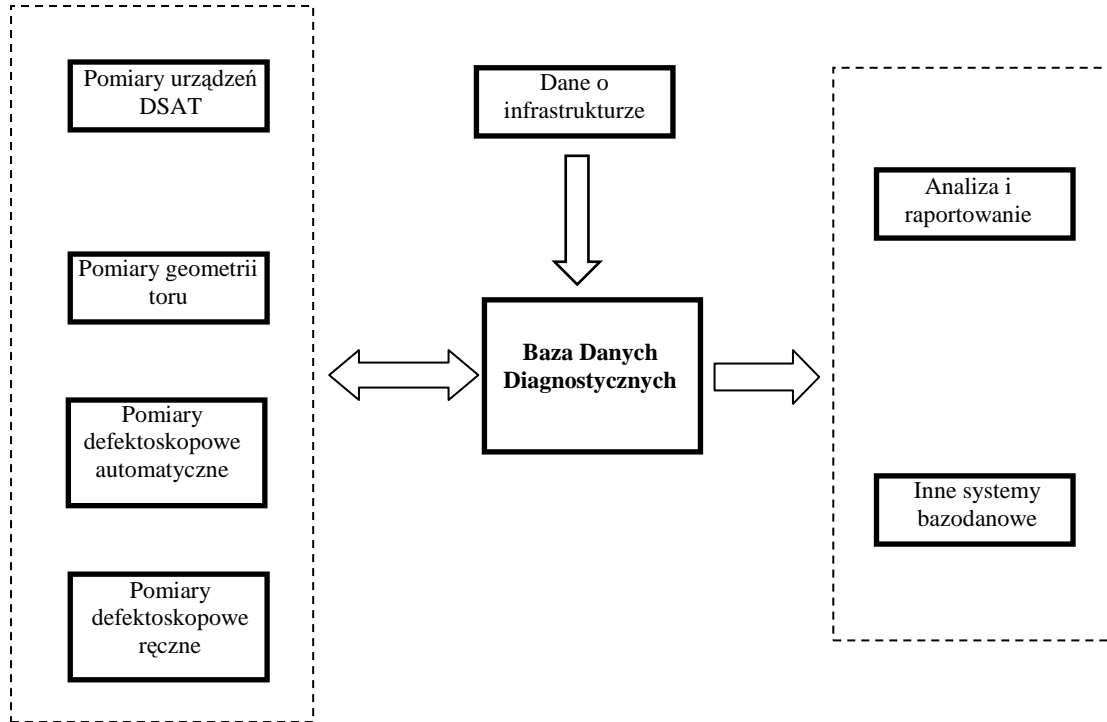 Pomiary urządzeń
DSAT
Pomiary geometrii
toru
Pomiary
defektoskopowe
automatyczne
Pomiary
defektoskopowe
ręczne
Dane o
infrastrukturze
Baza Danych
Diagnostycznych
Analiza i
raportowanie
Inne systemy
bazodanowe